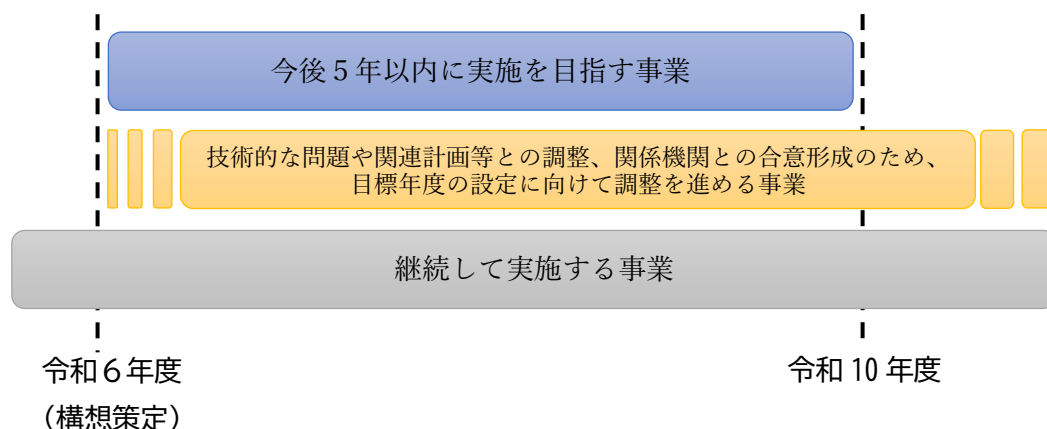 今後５年以内に実施を目指す事業
技術的な問題や関連計画等との調整、関係機関との合意形成のため、
目標年度の設定に向けて調整を進める事業
継続して実施する事業
令和６年度
（構想策定）
令和 10 年度